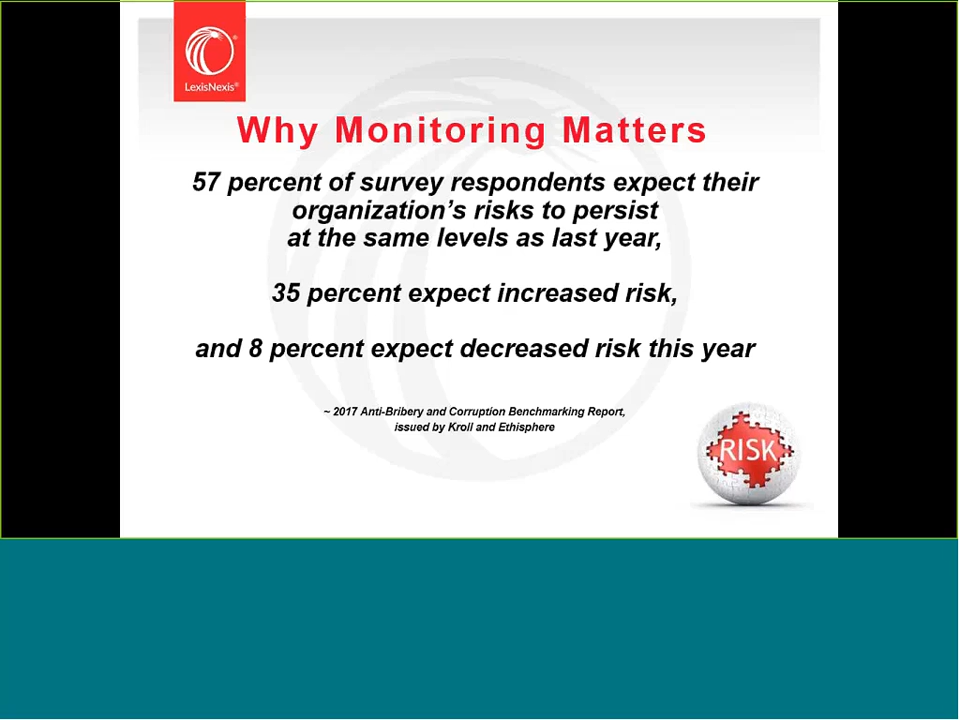 LexisNexis®
Why Monitoring Matters
57 percent of survey respondents expect their
organization's risks to persist
at the same levels as last year,
35 percent expect increased risk,
and 8 percent expect decreased risk this year
~ 2017 Anti-Bribery and Corruption Benchmarking Report,
issued by Kroll and Ethisphere
RISK